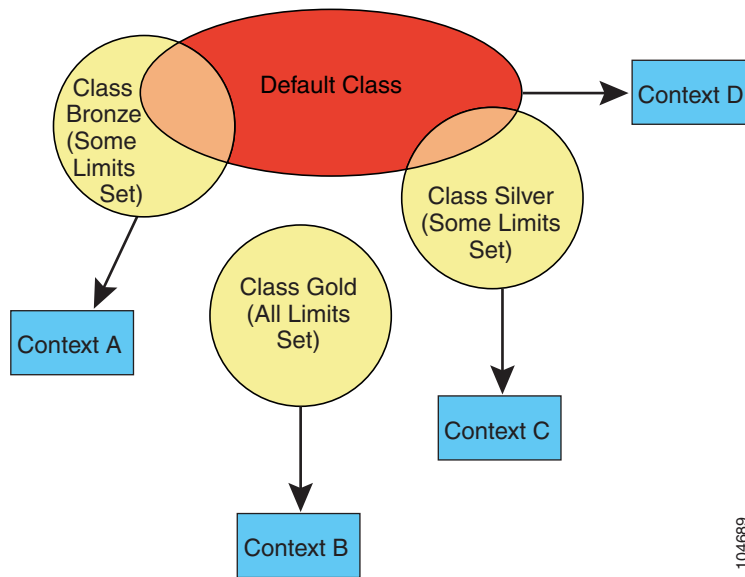 Class
Bronze
(Some
Limits
Set)
Default Class
Context D
Class Silver
(Some Limits
Set)
Class Gold
(All Limits
Set)
Context A
Context C
Context B
104689